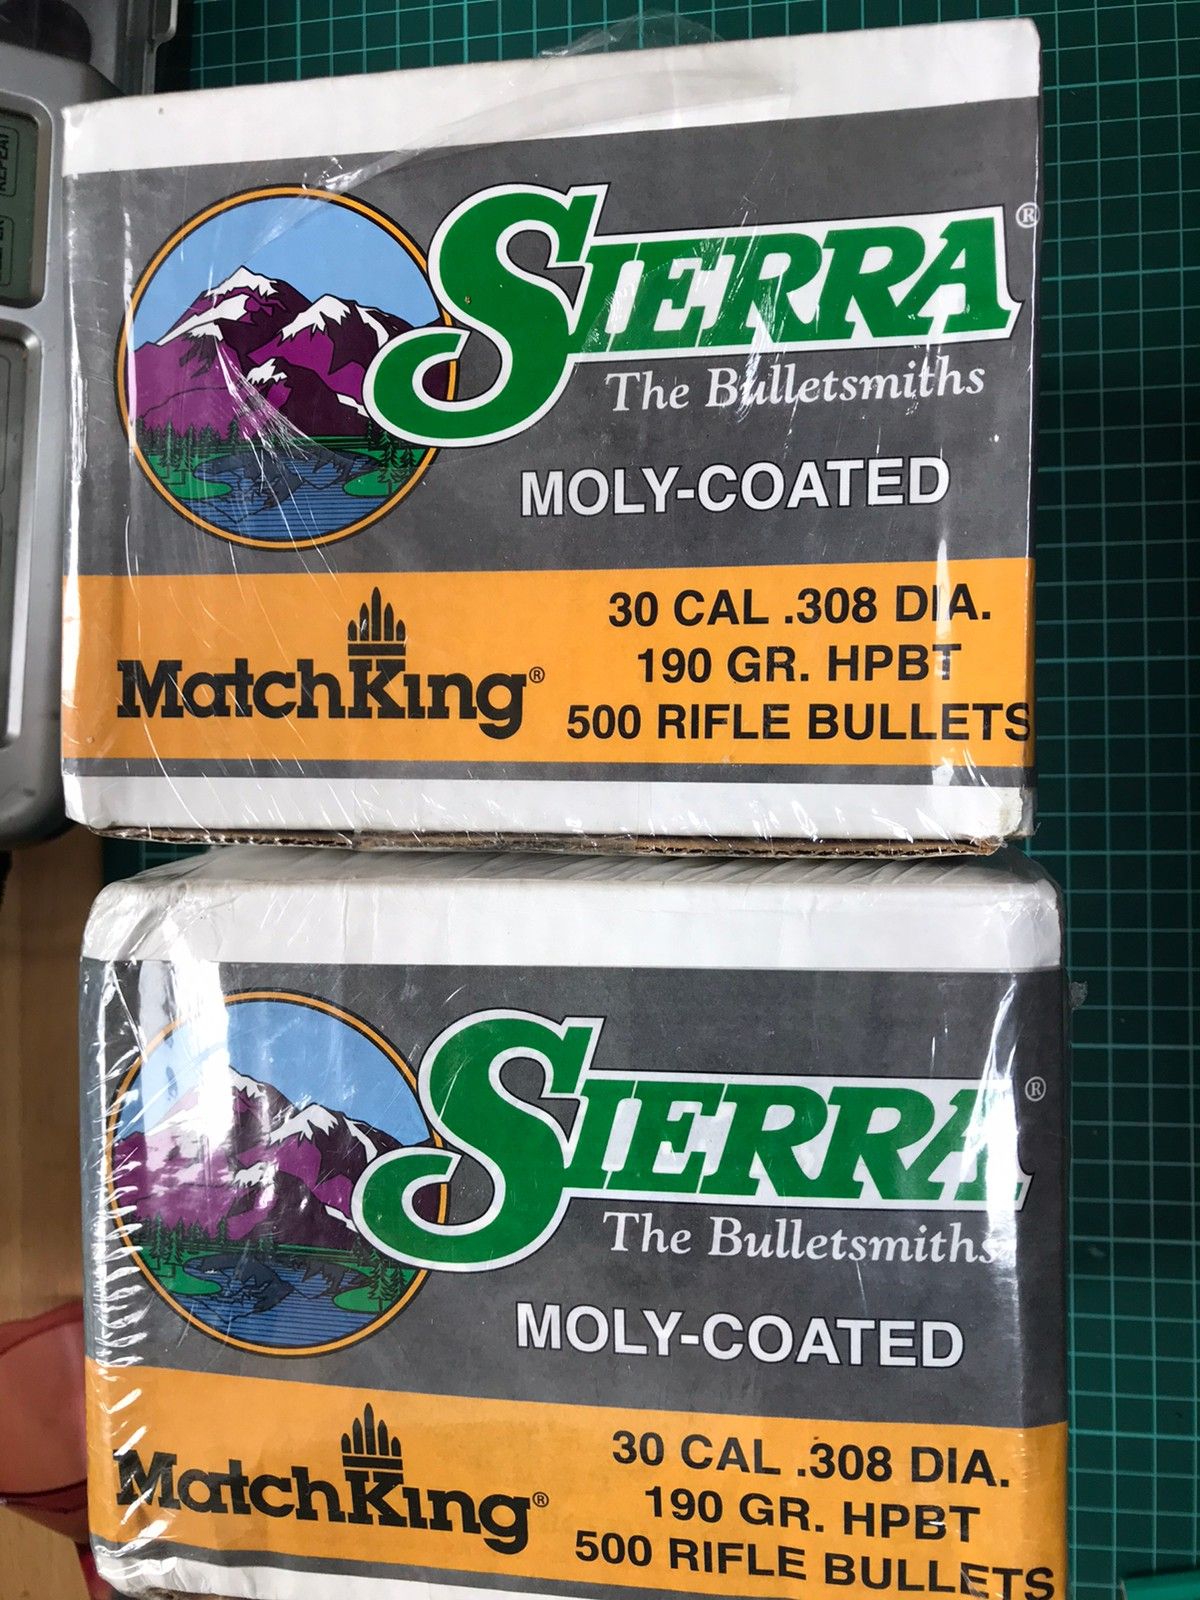 REPEAT
SIERRA®
The Bulletsmiths
MOLY-COATED
30 CAL .308 DIA.
190 GR. HPBT
500 RIFLE BULLETS
MatchKing®
SIERRA®
The Bulletsmiths
MOLY-COATED
30 CAL .308 DIA.
190 GR. HPBT
500 RIFLE BULLETS
MatchKing®